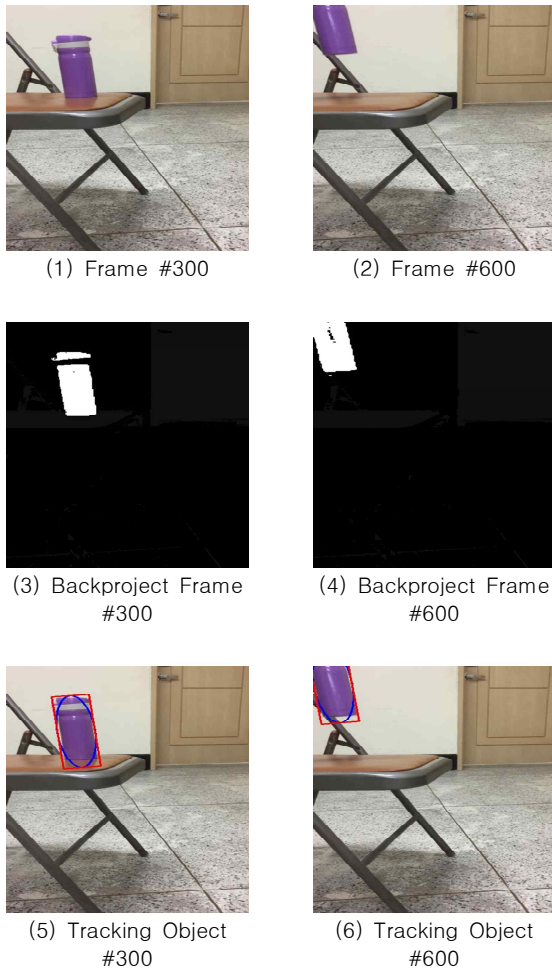 (1) Frame #300
(2) Frame #600
(3) Backproject Frame
#300
(4) Backproject Frame
#600
(5) Tracking Object
#300
(6) Tracking Object
#600